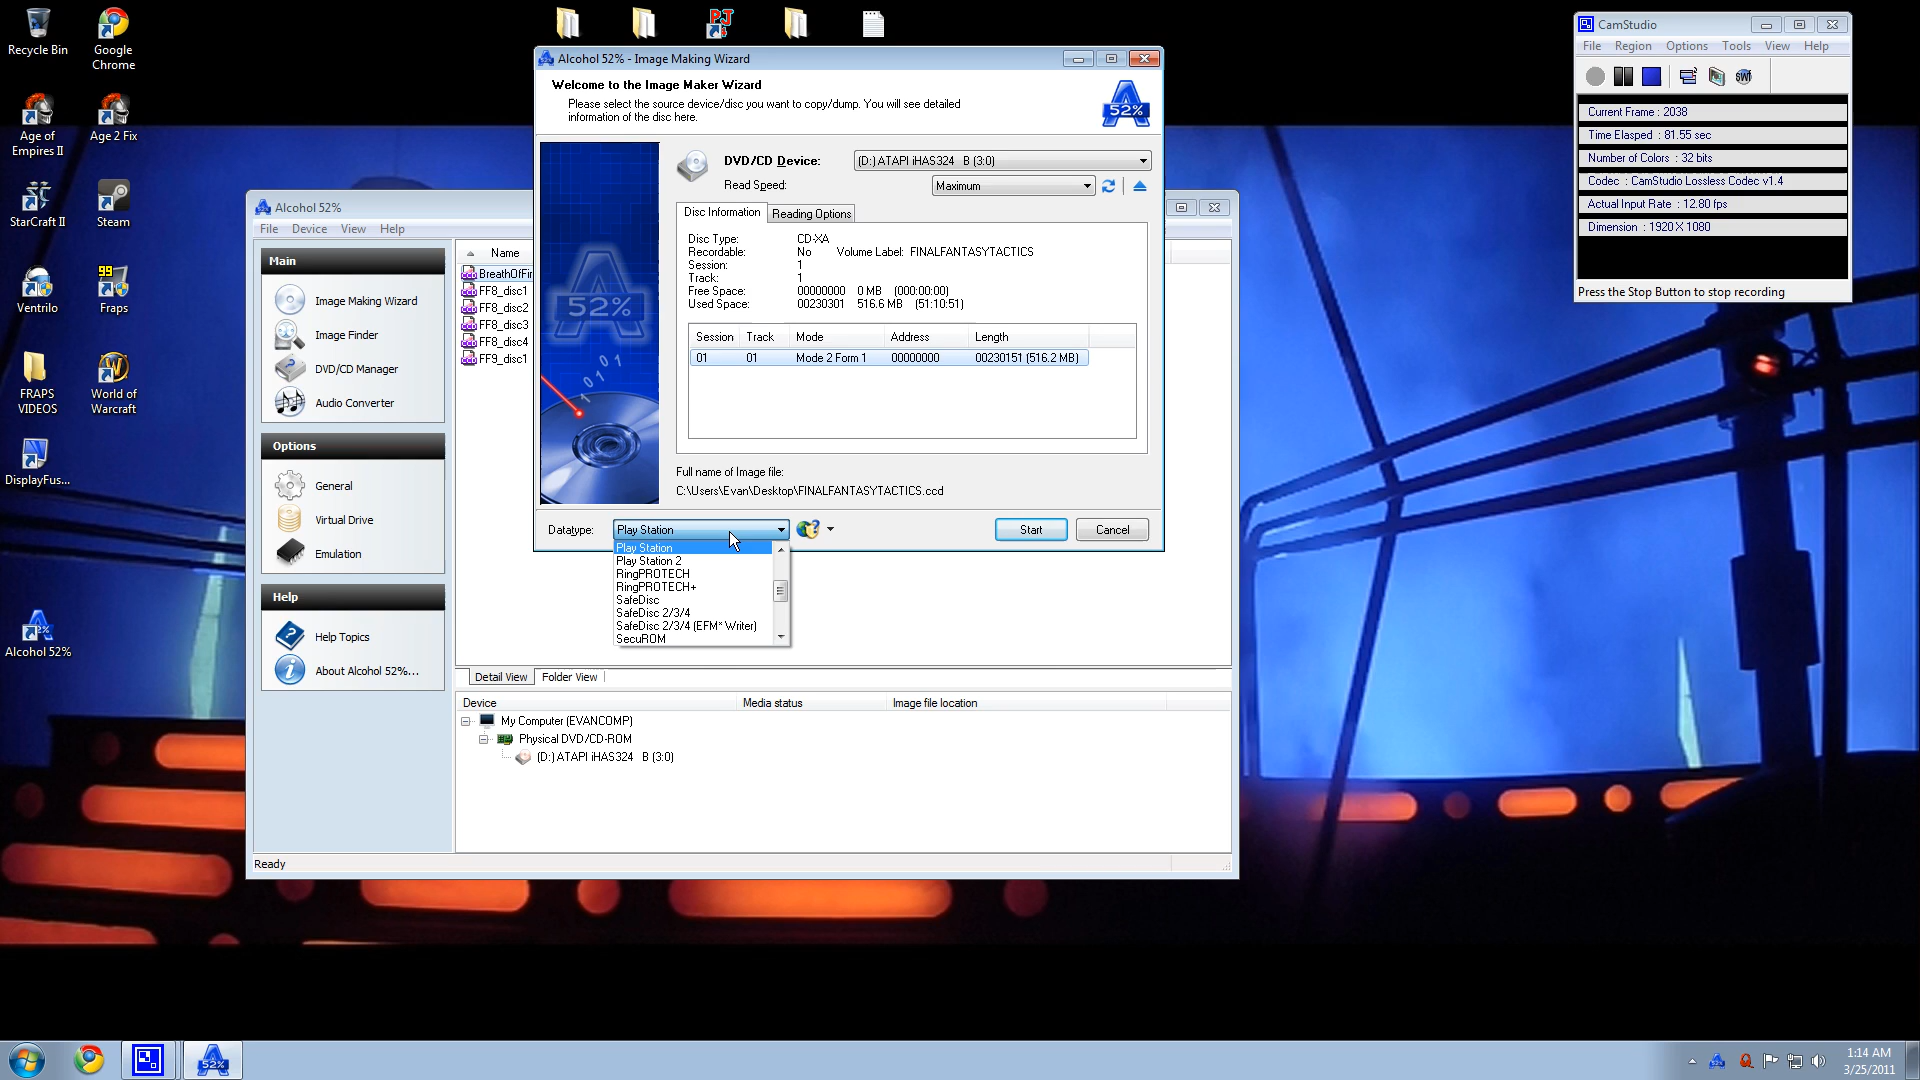 Recycle Bin
Google Chrome
Age of Empires II
Age 2 Fix
StarCraft II
Steam
Ventrilo
99
Fraps
FRAPS VIDEOS
World of Warcraft
DisplayFus...
Alcohol 52%
Alcohol 52%
File Device View Help
Main
Image Making Wizard
Image Finder
DVD/CD Manager
Audio Converter
Options
General
Virtual Drive
Emulation
Help
Help Topics
About Alcohol 52%...
Name
BreathOfFir
FF8_disc1
FF8_disc2
FF8_disc3
FF8_disc4
FF9_disc1
Detail View Folder View
Device Media status Image file location
My Computer (EVANCOMP)
Physical DVD/CD-ROM
(D:) ATAPI iHAS324 B (3:0)
Ready
Alcohol 52% - Image Making Wizard
Welcome to the Image Maker Wizard
Please select the source device/disc you want to copy/dump. You will see detailed
information of the disc here.
52%
52%
DVD/CD Device: (D:) ATAPI iHAS324 B (3:0)
Read Speed: Maximum
Disc Information Reading Options
Disc Type: CD-XA
Recordable: No Volume Label: FINALFANTASYTACTICS
Session: 1
Track: 1
Free Space: 00000000 0 MB (000:00:00)
Used Space: 00230301 516.6 MB (51:10:51)
Session Track Mode Address Length
01 01 Mode 2 Form 1 00000000 00230151 (516.2 MB)
Full name of Image file:
C:\Users\Evan\Desktop\FINALFANTASYTACTICS.ccd
Datatype: Play Station Start Cancel
Play Station
Play Station 2
RingPROTECH
RingPROTECH+
SafeDisc
SafeDisc 2/3/4
SafeDisc 2/3/4 (EFM* Writer)
SecuROM
CamStudio
File Region Options Tools View Help
SWF
Current Frame : 2038
Time Elasped : 81.55 sec
Number of Colors : 32 bits
Codec : CamStudio Lossless Codec v1.4
Actual Input Rate : 12.80 fps
Dimension : 1920 X 1080
Press the Stop Button to stop recording
52%
1:14 AM
3/25/2011